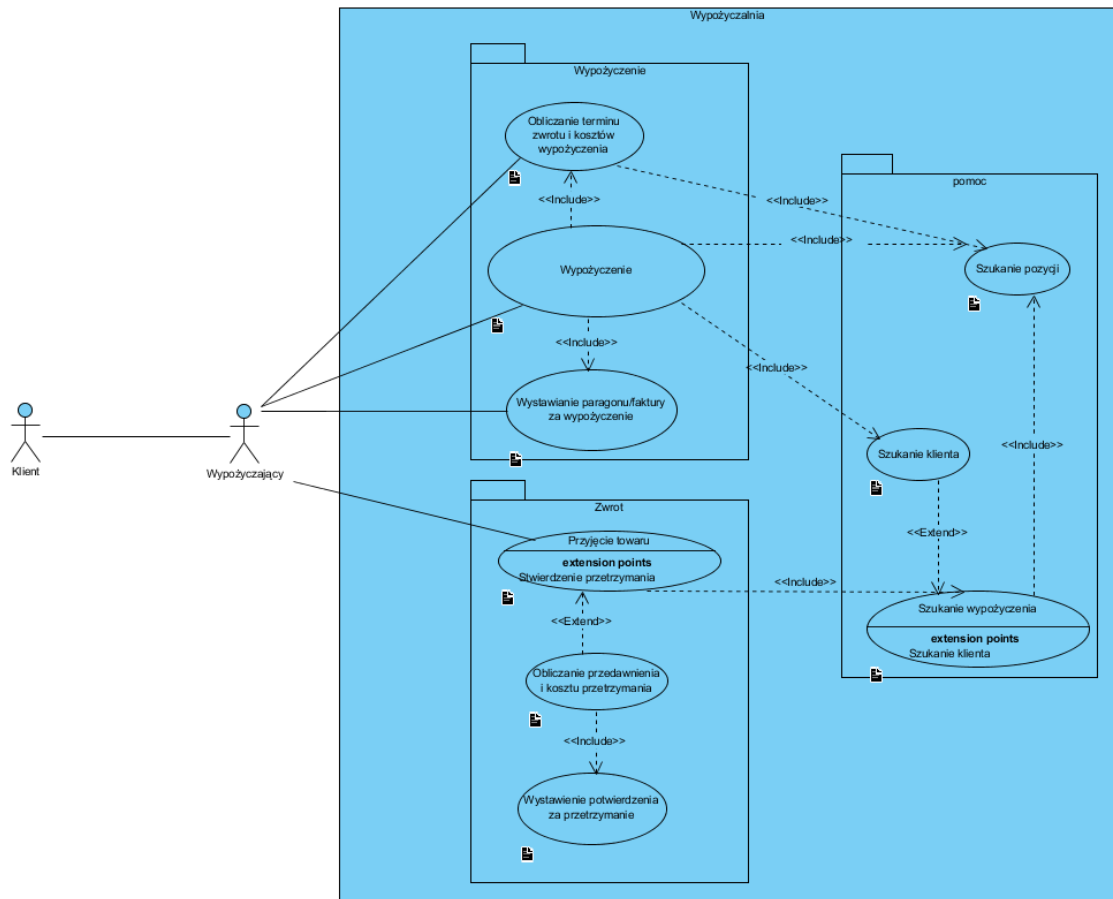 Wypożyczalnia
Wypożyczenie
Obliczanie terminu
zwrotu i kosztów
wypożyczenia
<<Include>>
<<Include>>
<<Include>>
Wypożyczenie
<<Include>>
<<Include>>
Wystawianie paragonu/faktury
za wypożyczenie
pomoc
Szukanie pozycji
<<Include>>
Szukanie klienta
<<Extend>>
Szukanie wypożyczenia
extension points
Szukanie klienta
Klient
Wypożyczający
Zwrot
Przyjęcie towaru
extension points
Stwierdzenie przetrzymania
<<Include>>
<<Extend>>
Obliczanie przedawnienia
i kosztu przetrzymania
<<Include>>
Wystawienie potwierdzenia
za przetrzymanie